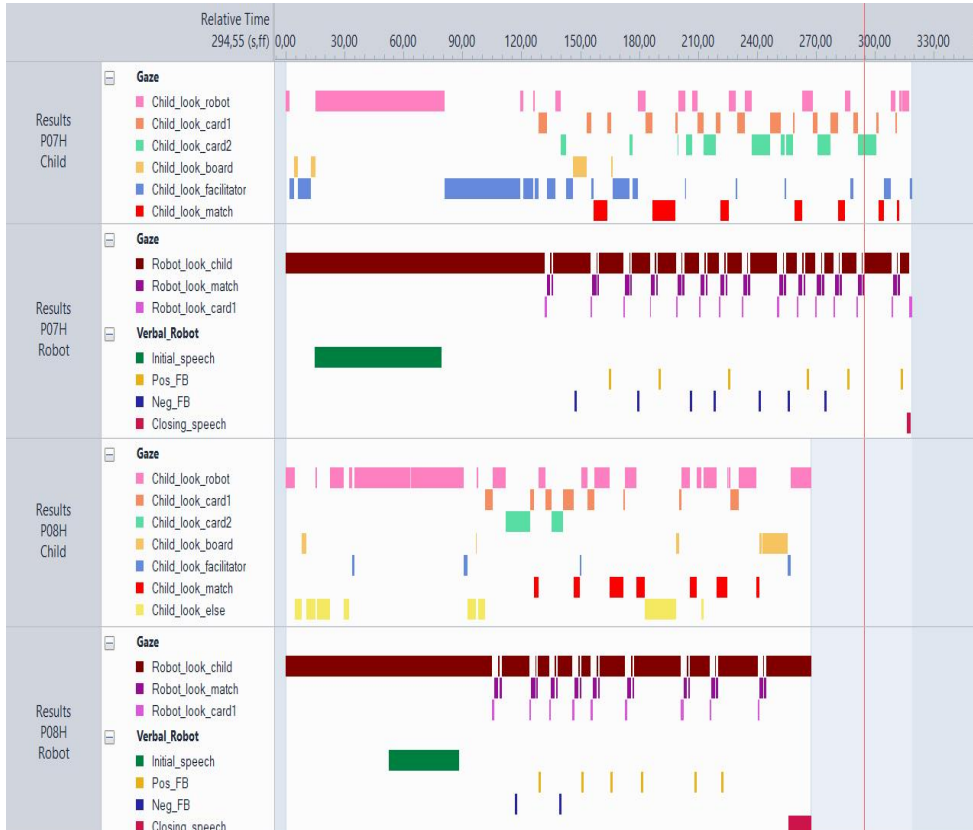 Relative Time
294,55 (s,ff) 0,00 30,00 60,00 90,00 120,00 150,00 180,00 210,00 240,00 270,00 300,00 330,00
Results
P07H
Child
Gaze
Child_look_robot
Child_look_card1
Child_look_card2
Child_look_board
Child_look_facilitator
Child_look_match
Results
P07H
Robot
Gaze
Robot_look_child
Robot_look_match
Robot_look_card1
Verbal_Robot
Initial_speech
Pos_FB
Neg_FB
Closing_speech
Results
P08H
Child
Gaze
Child_look_robot
Child_look_card1
Child_look_card2
Child_look_board
Child_look_facilitator
Child_look_match
Child_look_else
Results
P08H
Robot
Gaze
Robot_look_child
Robot_look_match
Robot_look_card1
Verbal_Robot
Initial_speech
Pos_FB
Neg_FB
Closing_speech